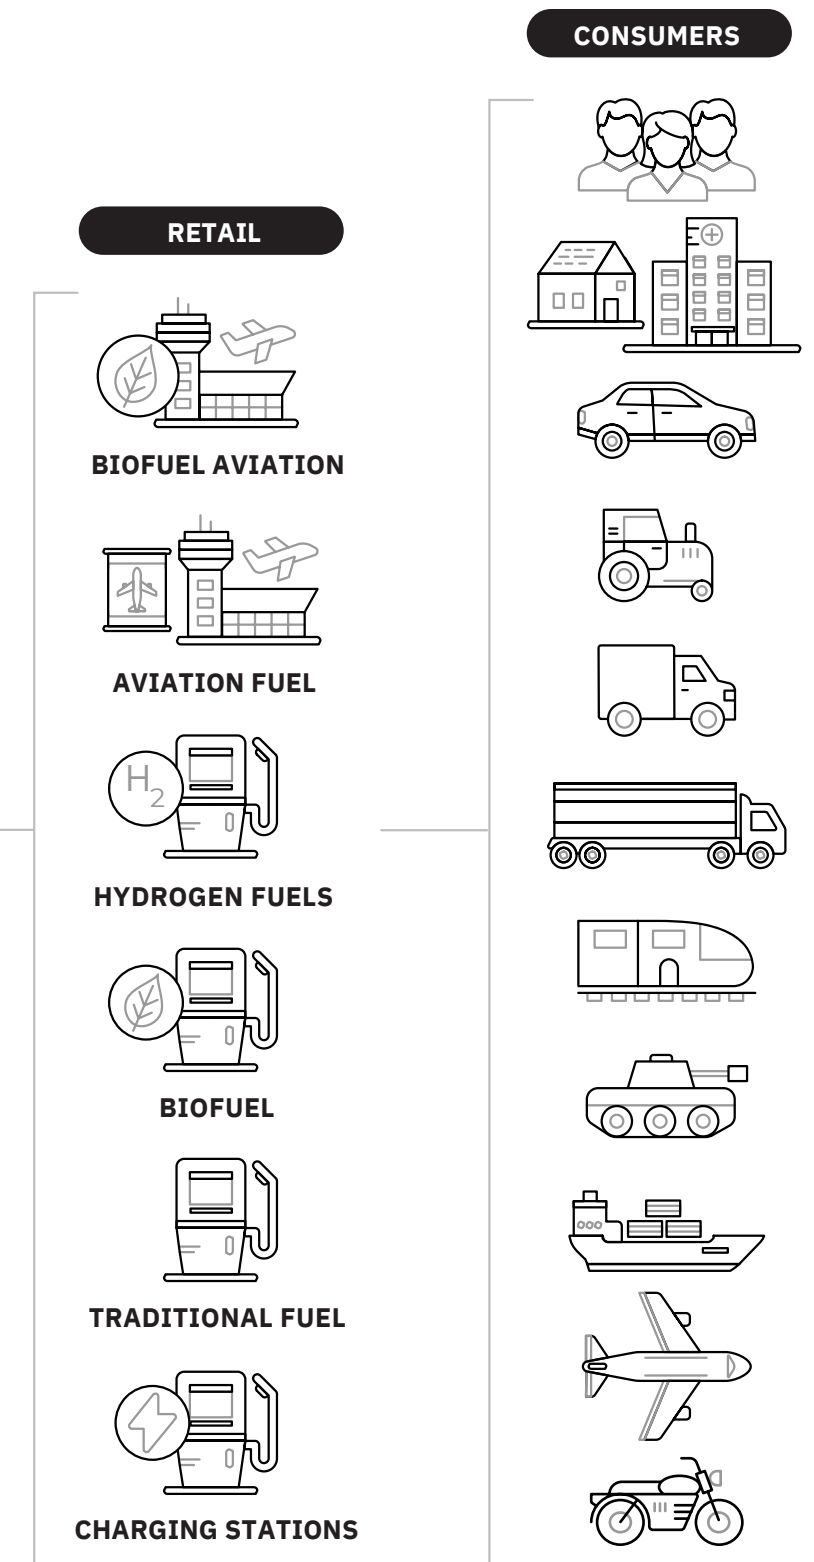 CONSUMERS
RETAIL
BIOFUEL AVIATION
AVIATION FUEL
H2
HYDROGEN FUELS
BIOFUEL
TRADITIONAL FUEL
CHARGING STATIONS